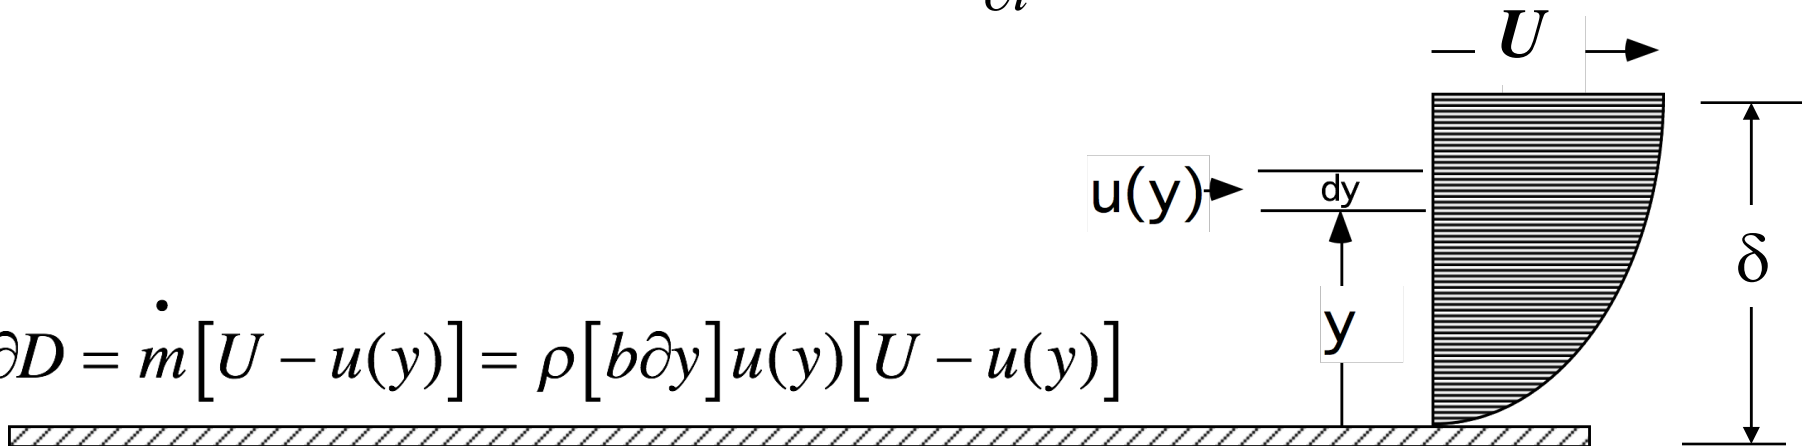 U
u(y)
dy
δ
y
∂D = ṁ[U − u(y)] = ρ[b∂y]u(y)[U − u(y)]